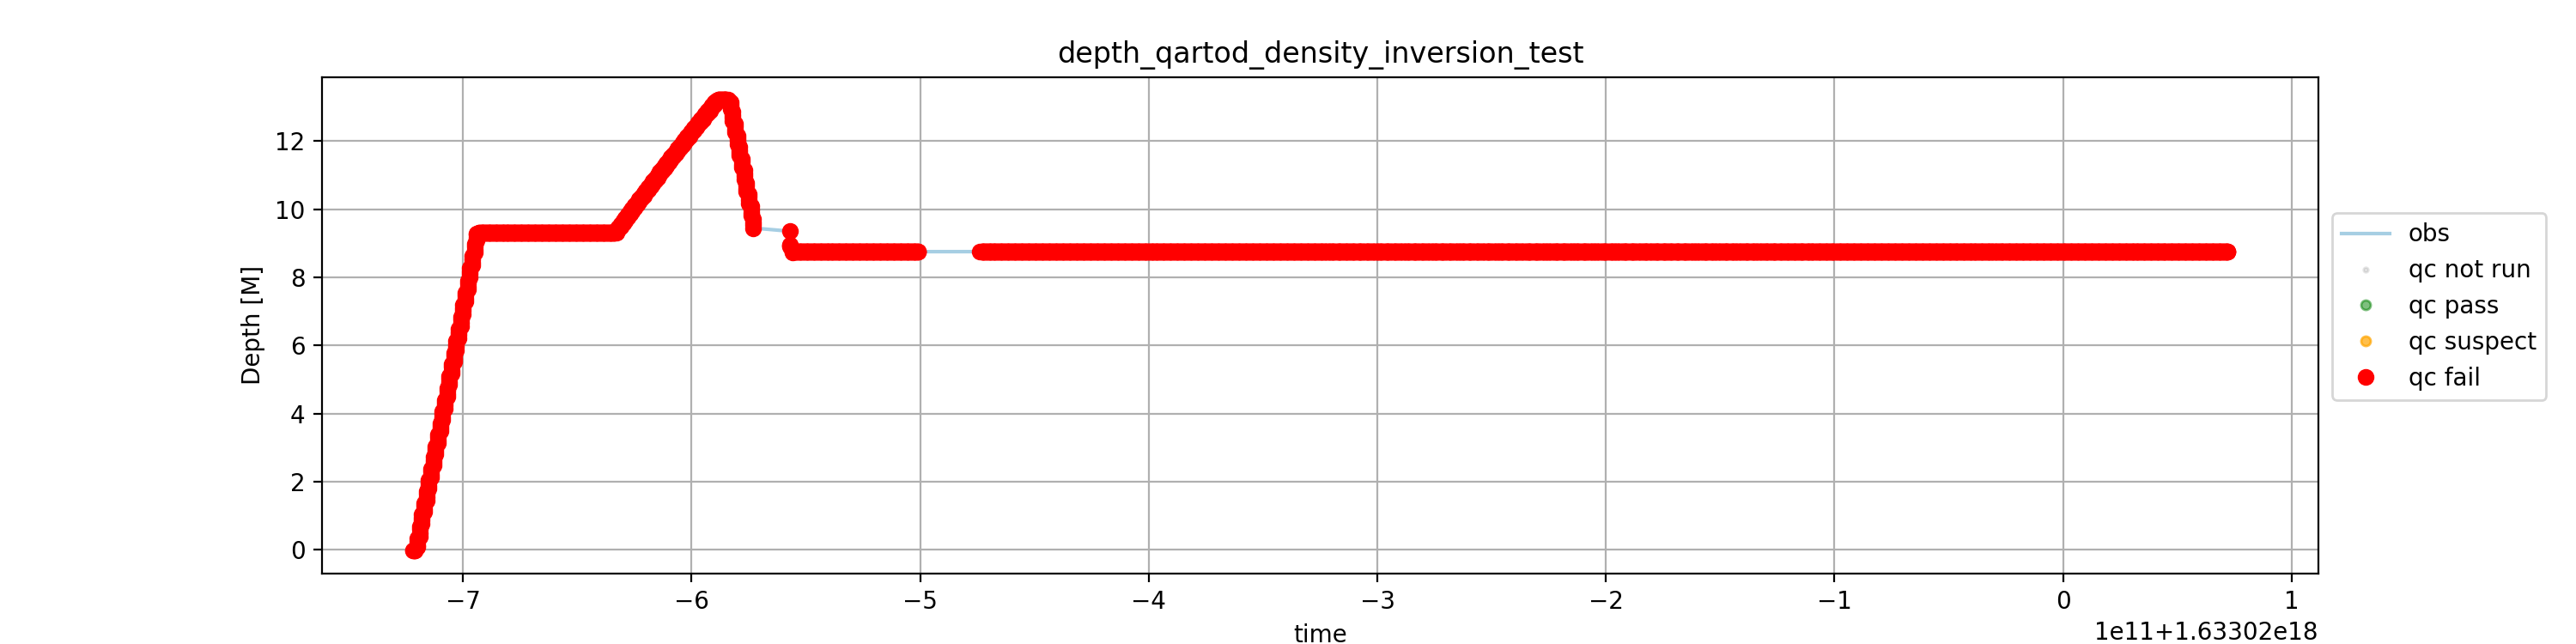 depth_qartod_density_inversion_test
12
10
8
6
4
2
0
Depth [M]
−7 −6 −5 −4 −3 −2 −1 0 1
time
1e11+1.63302e18
obs
qc not run
qc pass
qc suspect
qc fail